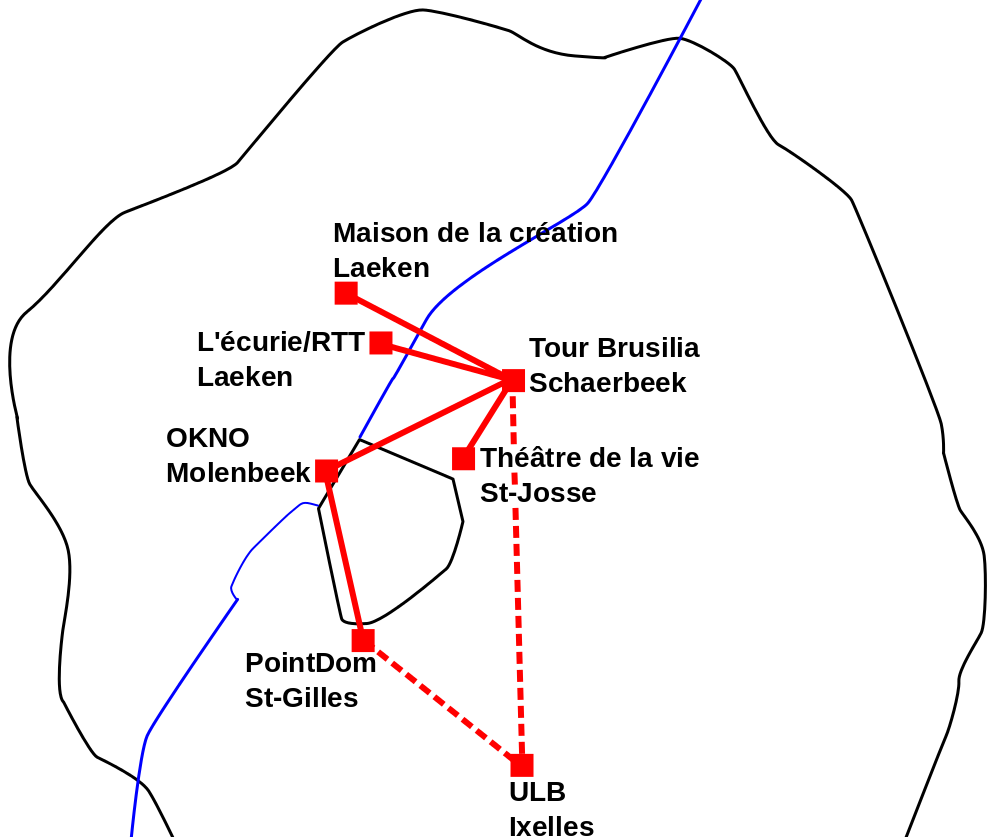 Maison de la création
Laeken
L'écurie/RTT
Laeken
Tour Brusilia
Schaerbeek
OKNO
Molenbeek
Théâtre de la vie
St-Josse
PointDom
St-Gilles
ULB
Ixelles